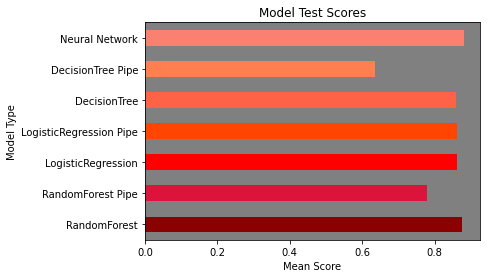 Model Test Scores
Neural Network
DecisionTree Pipe
DecisionTree
LogisticRegression Pipe
LogisticRegression
RandomForest Pipe
RandomForest
Model Type
0.0 0.2 0.4 0.6 0.8
Mean Score